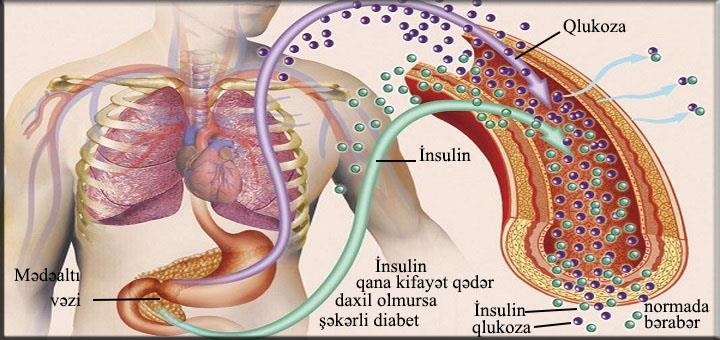 Qlukoza
İnsulin
Mədəaltı
vəzi
İnsulin
qana kifayət qədər
daxil olmursa
şəkərli diabet
İnsulin
qlukoza
normada
bərabər